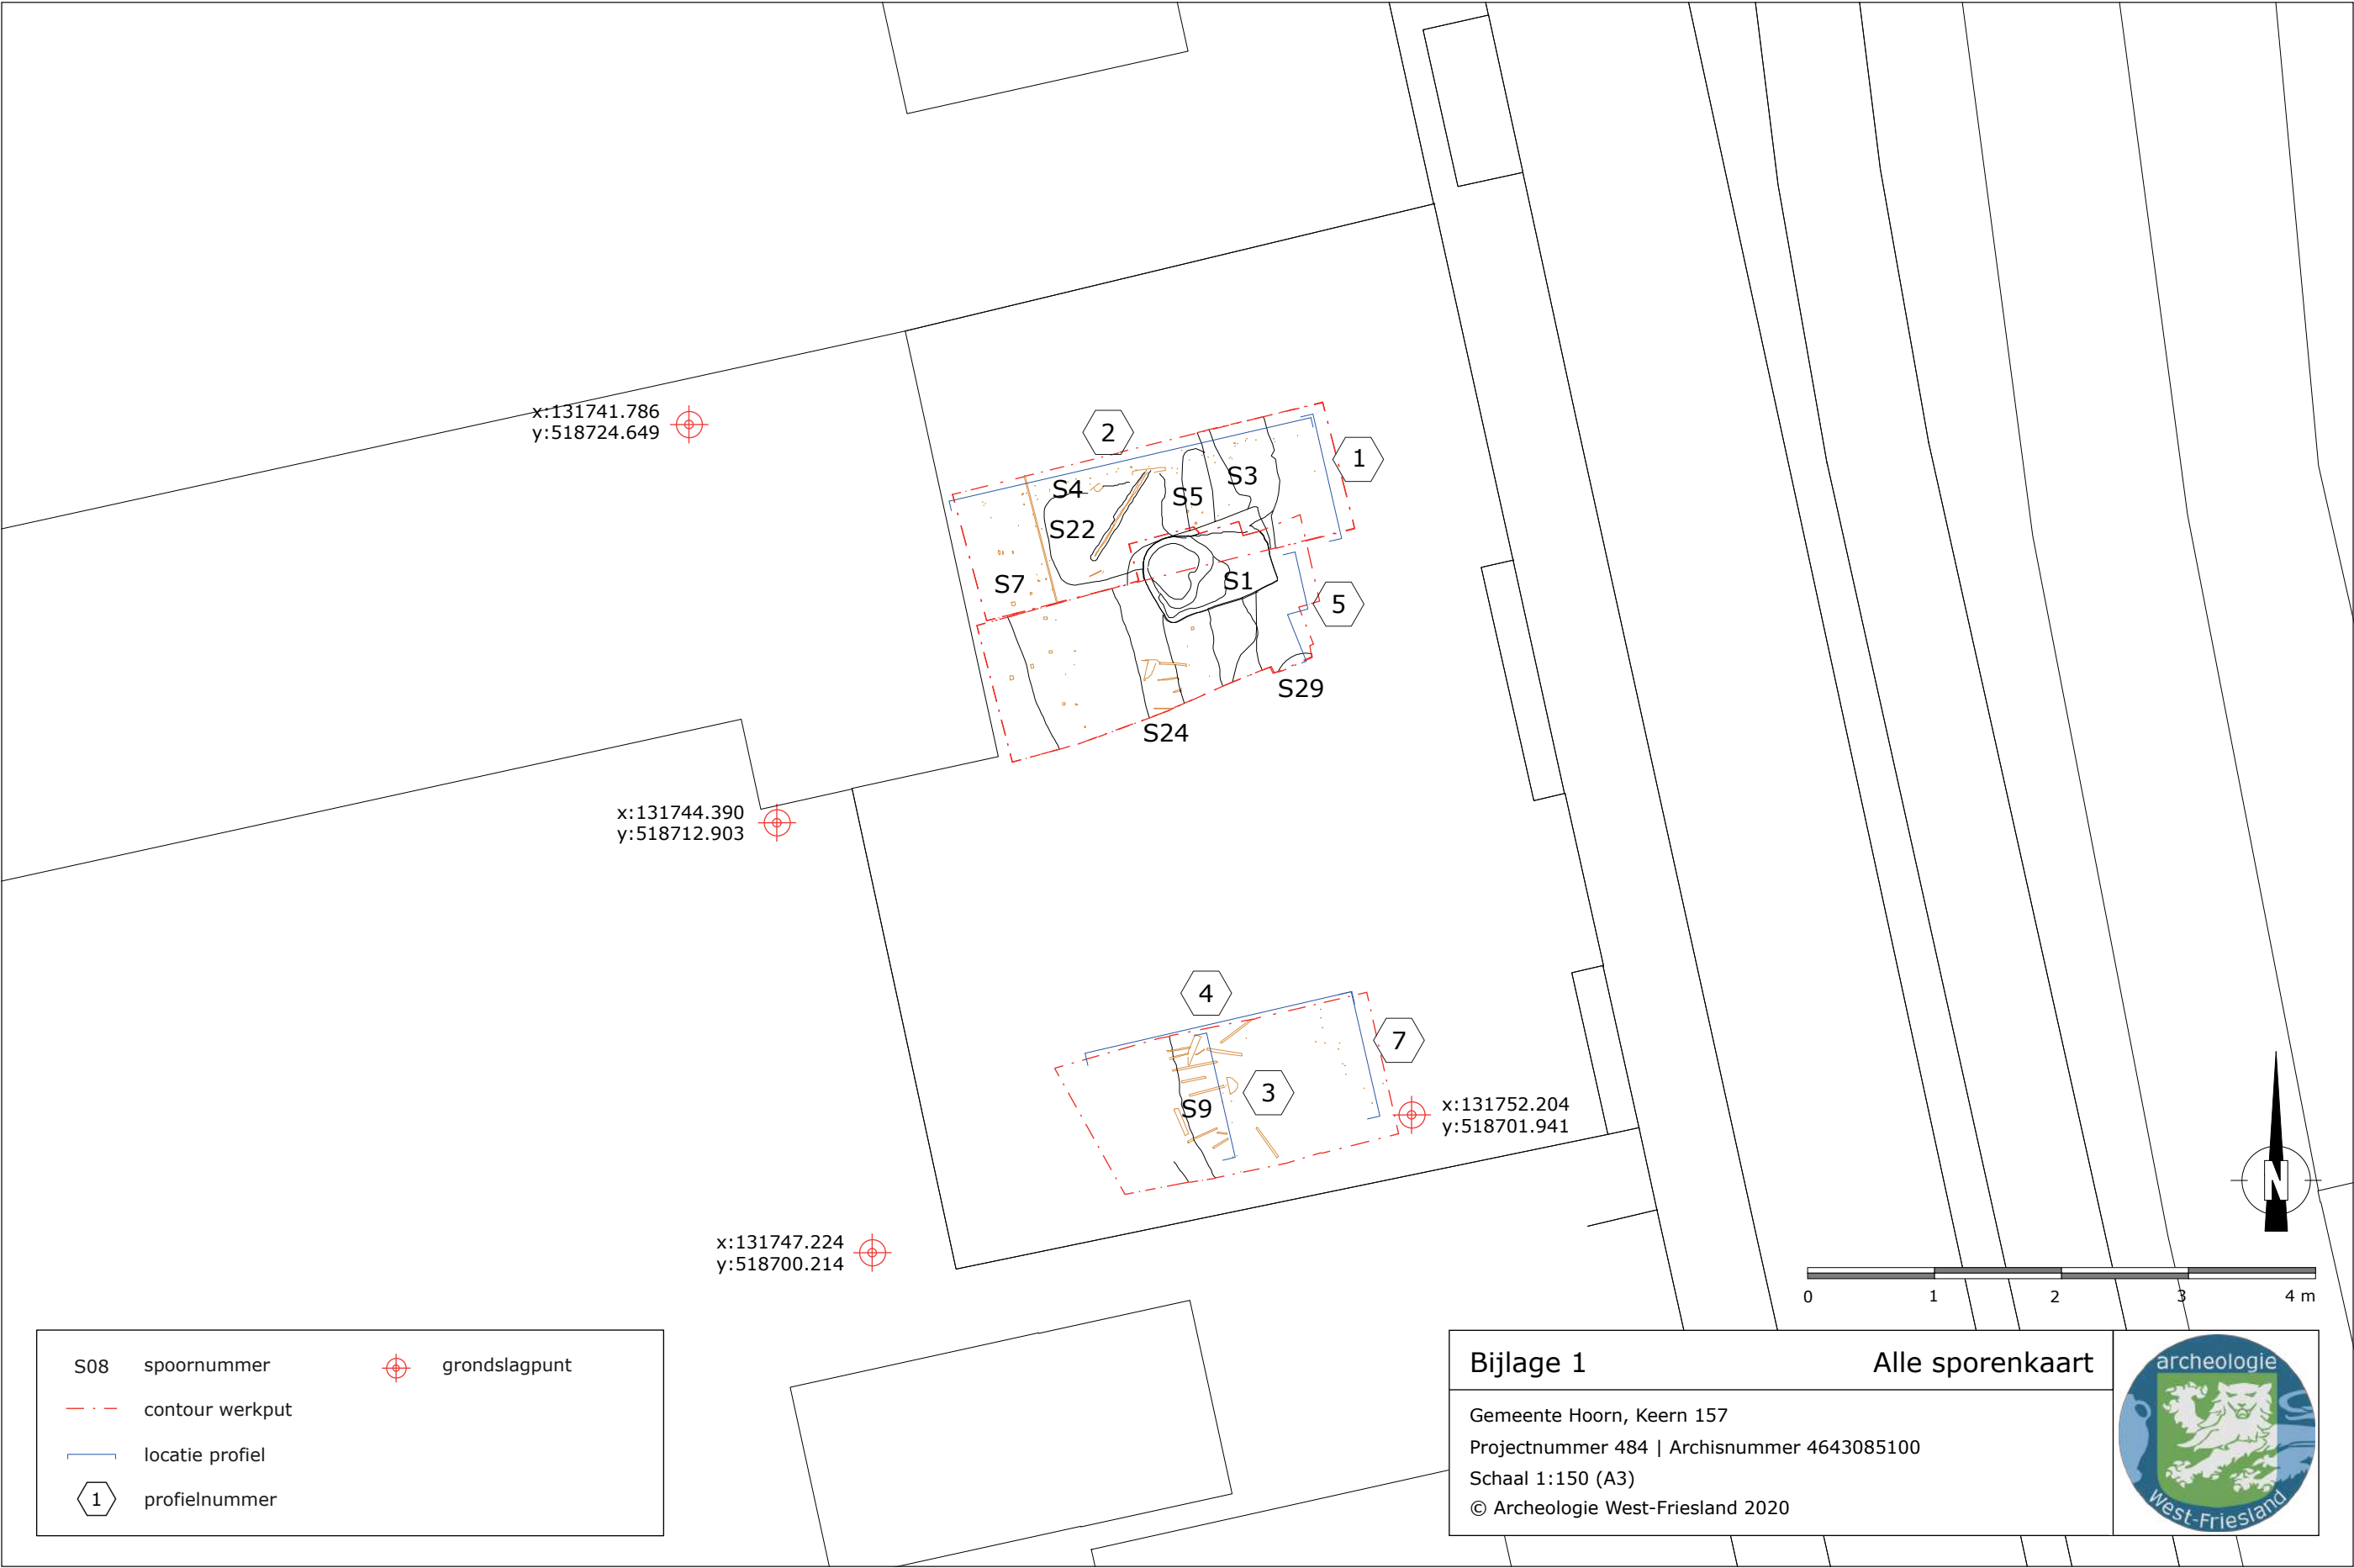 x:131741.786
y:518724.649
2
1
S4
S5
S3
S22
S7
S1
5
S29
S24
x:131744.390
y:518712.903
4
7
3
S9
x:131752.204
y:518701.941
x:131747.224
y:518700.214
N
0 1 2 3 4 m
S08 spoornummer
grondslagpunt
contour werkput
locatie profiel
1 profielnummer
Bijlage 1 Alle sporenkaart
Gemeente Hoorn, Keern 157
Projectnummer 484 | Archisnummer 4643085100
Schaal 1:150 (A3)
© Archeologie West-Friesland 2020
archeologie
West-Friesland